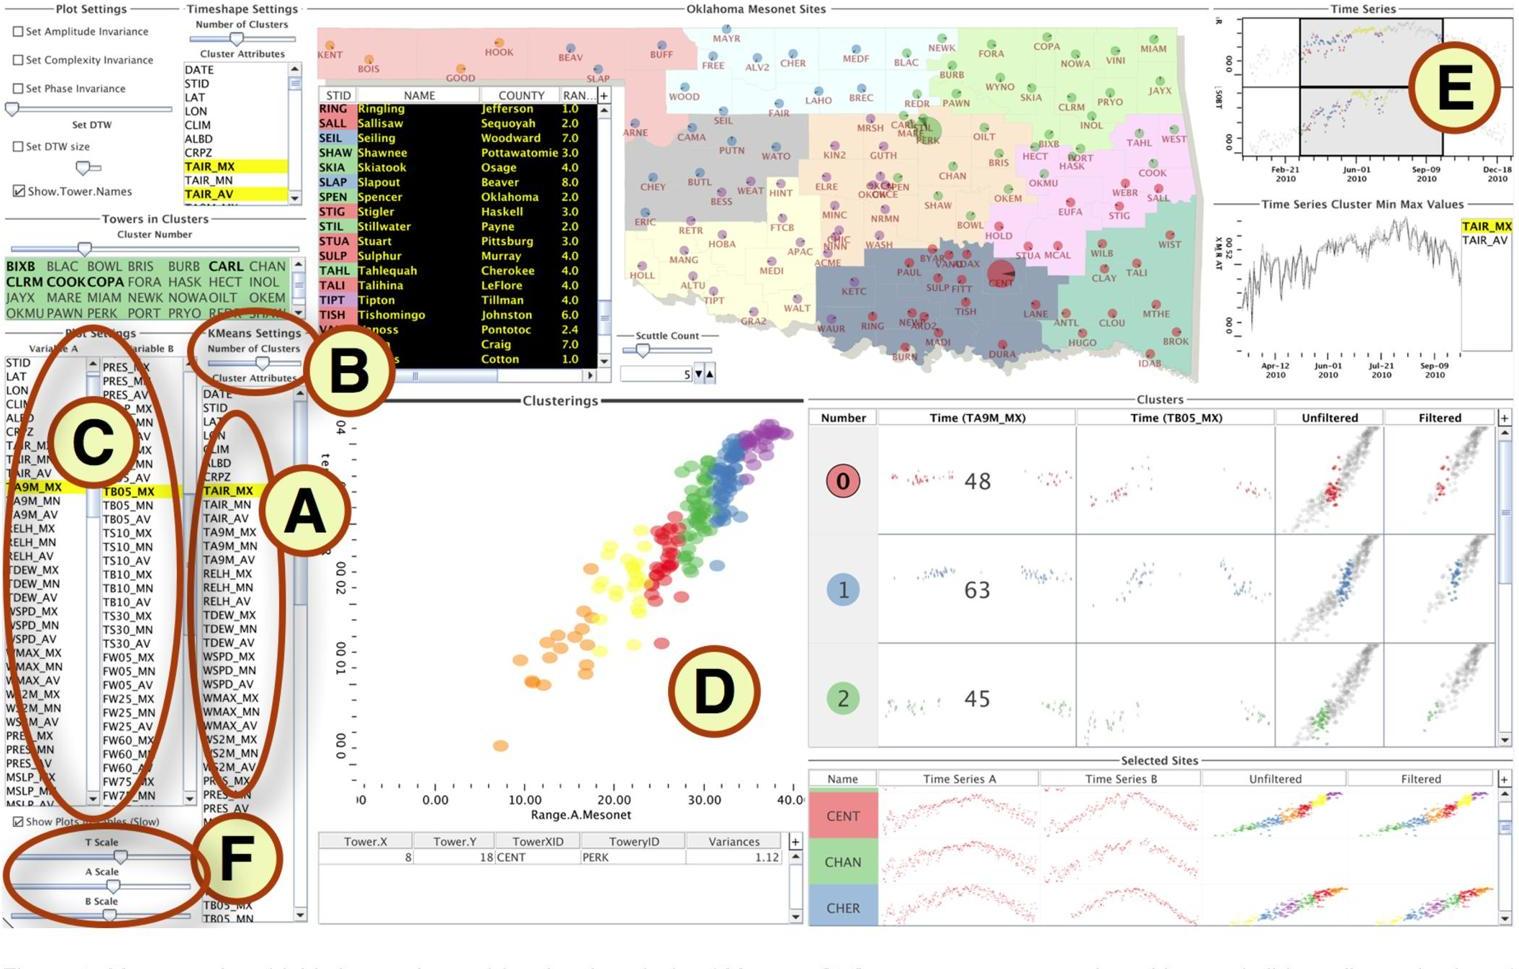 Plot Settings
Set Amplitude Invariance
Set Complexity Invariance
Set Phase Invariance
Set DTW
Set DTW size
Show.Tower.Names
Timeshape Settings
Number of Clusters
Cluster Attributes
DATE
STID
LAT
LON
CLIM
ALBD
CRPZ
TAIR_MX
TAIR_MN
TAIR_AV
Towers in Clusters
Cluster Number
BIXB BLAC BOWL BRIS BURB CARL CHAN
CLRM COOK COPA FORA HASK HECT INOL
JAYX MARE MIAM NEWK NOWA OILT OKEM
OKMU PAWN PERK PORT PRYO REDR SHAW
Plot Settings
Variable A
STID
LAT
LON
CLIM
ALBD
CRPZ
TAIR_MX
TAIR_MN
TAIR_AV
TA9M_MX
TA9M_MN
TA9M_AV
RELH_MX
RELH_MN
RELH_AV
TDEW_MX
TDEW_MN
TDEW_AV
WSPD_MX
WSPD_MN
WSPD_AV
WMAX_MX
WMAX_MN
WMAX_AV
WS2M_MX
WS2M_MN
WS2M_AV
PRES_MX
PRES_MN
PRES_AV
MSLP_MX
MSLP_AV
Variable B
PRES_MX
PRES_MN
PRES_AV
TB05_MX
TB05_MN
TB05_AV
TS10_MX
TS10_MN
TS10_AV
TB10_MX
TB10_MN
TB10_AV
TS30_MX
TS30_MN
TS30_AV
FW05_MX
FW05_MN
FW05_AV
FW25_MX
FW25_MN
FW25_AV
FW60_MX
FW60_MN
FW60_AV
FW75_MX
FW75_MN
C
KMeans Settings
Number of Clusters
B
Cluster Attributes
DATE
STID
LAT
LON
CLIM
ALBD
CRPZ
TAIR_MX
TAIR_MN
TAIR_AV
TA9M_MX
TA9M_MN
TA9M_AV
RELH_MX
RELH_MN
RELH_AV
TDEW_MX
TDEW_MN
TDEW_AV
WSPD_MX
WSPD_MN
WSPD_AV
WMAX_MX
WMAX_MN
WMAX_AV
WS2M_MX
WS2M_MN
WS2M_AV
PRES_MX
PRES_MN
PRES_AV
TB05_MX
TB05_MN
A
Show Plots in Tables (Slow)
T Scale
A Scale
B Scale
F
Oklahoma Mesonet Sites
KENT BOIS HOOK GOOD BEAV SLAP BUFF
MAYR FREE ALV2 CHER MEDF BLAC NEWK
FORA COPA NOWA VINI MIAM
WOOD FAIR LAHO BREC REDR BURB PAWN WYNO SKIA CLRM PRYO JAYX
ARNE CAMA SEIL PUTN WATO MRSH CARL MARE PERK OILT BIXB INOL HECT PORT HASK TAHL WEST
KIN2 GUTH CHAN BRIS OKMU COOK WEBR SALL
CHEY BUTL BESS WEAT HINT ELRE SPEN SHAW OKEM EUFA STIG
ERIC RETR HOBA FTCB MINC NRMN NINN WASH BOWL HOLD STUA MCAL WILB WIST
HOLL MANG ALTU TIPT MEDI APAC ACME KETC PAUL BYAR CENT CLAY TALI
GRA2 WALT WAUR RING SULP FITT TISH MADI BURN LANE DURA ANTL HUGO CLOU MTHE BROK IDAB
STID NAME COUNTY RAN... +
RING Ringling Jefferson 1.0
SALL Sallisaw Sequoyah 2.0
SEIL Seiling Woodward 7.0
SHAW Shawnee Pottawatomie 3.0
SKIA Skiatook Osage 4.0
SLAP Slapout Beaver 8.0
SPEN Spencer Oklahoma 2.0
STIG Stigler Haskell 3.0
STIL Stillwater Payne 2.0
STUA Stuart Pittsburg 3.0
SULP Sulphur Murray 4.0
TAHL Tahlequah Cherokee 4.0
TALI Talihina LeFlore 4.0
TIPT Tipton Tillman 4.0
TISH Tishomingo Johnston 6.0
Pontotoc 2.4
Craig 7.0
Cotton 1.0
Scuttle Count
5
Clusterings
00.02
00.01
00.0
0.00 10.00 20.00 30.00 40.0
Range.A.Mesonet
D
Tower.X Tower.Y TowerXID ToweryID Variances +
8 18 CENT PERK 1.12
Time Series
E
Feb-21 2010 Jun-01 2010 Sep-09 2010 Dec-18 2010
Time Series Cluster Min Max Values
TAIR_MX
TAIR_AV
Apr-12 2010 Jun-01 2010 Jul-21 2010 Sep-09 2010
Clusters
Number Time (TA9M_MX) Time (TB05_MX) Unfiltered Filtered +
0 48
1 63
2 45
Selected Sites
Name Time Series A Time Series B Unfiltered Filtered +
CENT
CHAN
CHER